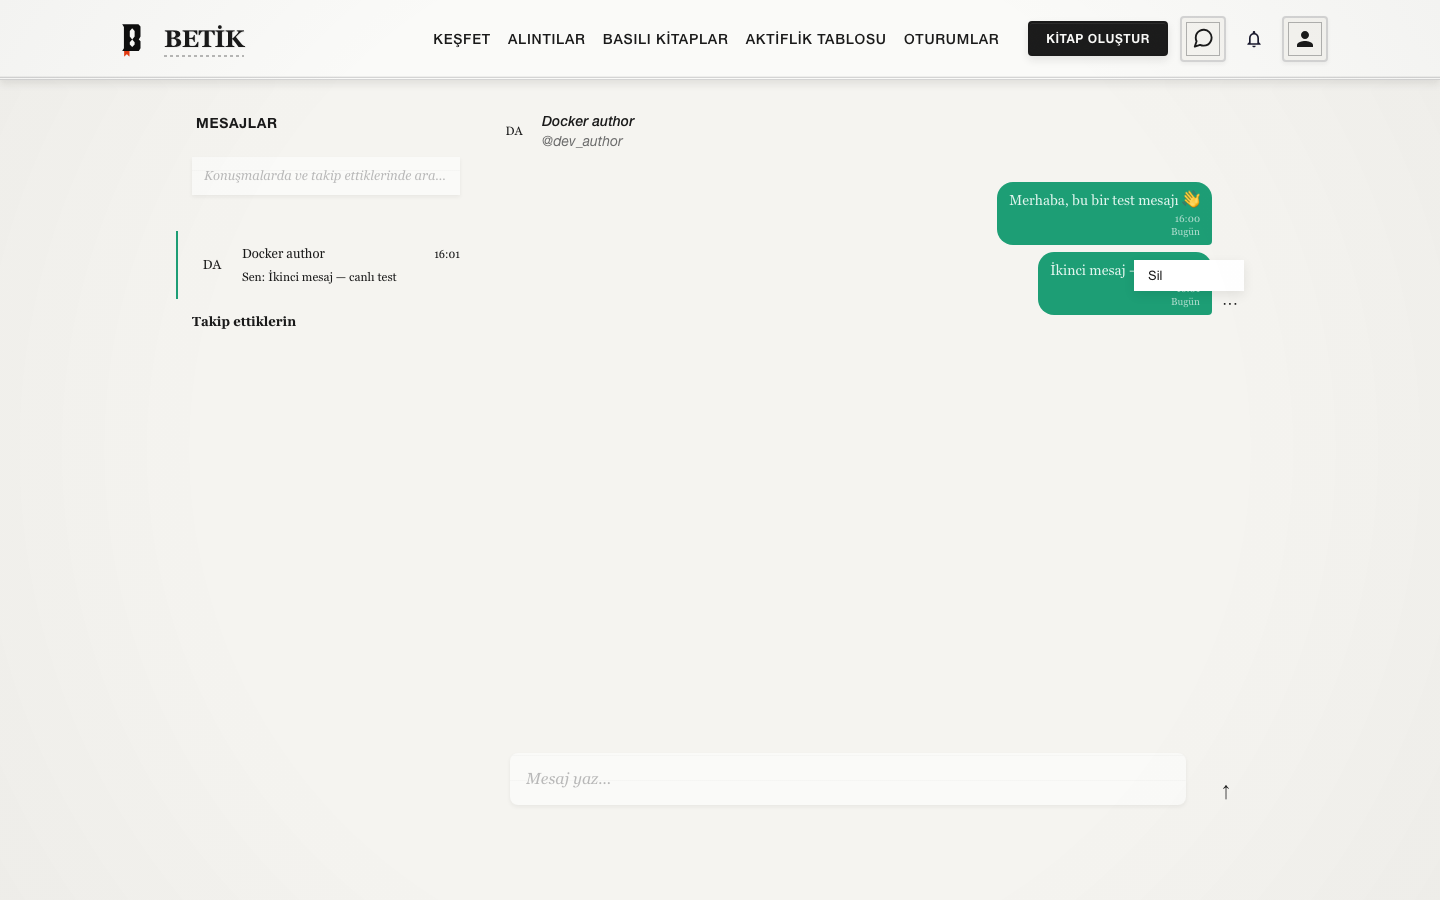 BETİK
KEŞFET ALINTILAR BASILI KİTAPLAR AKTİFLİK TABLOSU OTURUMLAR KİTAP OLUŞTUR
MESAJLAR
Konuşmalarda ve takip ettiklerinde ara...
DA Docker author 16:01
Sen: İkinci mesaj — canlı test
Takip ettiklerin
DA Docker author
@dev_author
Merhaba, bu bir test mesajı 👋
16:00
Bugün
İkinci mesaj
Sil
Bugün
...
Mesaj yaz...
↑